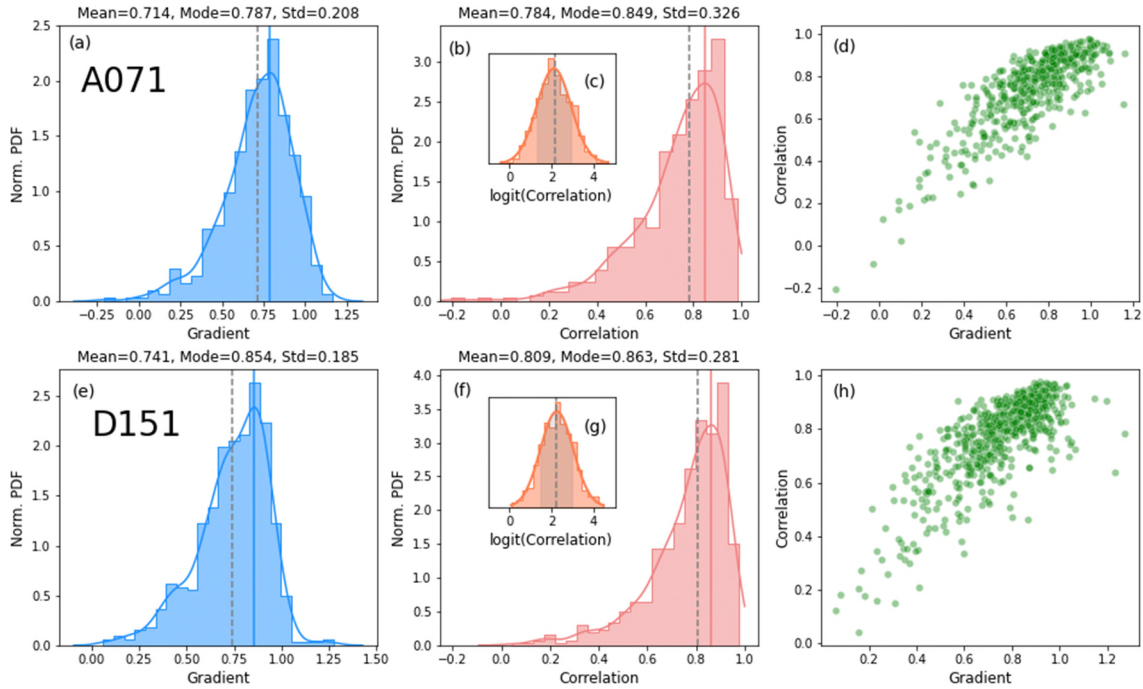 Mean=0.714, Mode=0.787, Std=0.208
Mean=0.784, Mode=0.849, Std=0.326
(a)
A071
Norm. PDF
2.5
2.0
1.5
1.0
0.5
0.0
−0.25 0.00 0.25 0.50 0.75 1.00 1.25
Gradient
(b)
Norm. PDF
3.0
2.5
2.0
1.5
1.0
0.5
0.0
−0.2 0.0 0.2 0.4 0.6 0.8 1.0
Correlation
(c)
0 2 4
logit(Correlation)
(d)
Correlation
1.0
0.8
0.6
0.4
0.2
0.0
−0.2
−0.2 0.0 0.2 0.4 0.6 0.8 1.0 1.2
Gradient
Mean=0.741, Mode=0.854, Std=0.185
Mean=0.809, Mode=0.863, Std=0.281
(e)
D151
Norm. PDF
2.5
2.0
1.5
1.0
0.5
0.0
0.00 0.25 0.50 0.75 1.00 1.25 1.50
Gradient
(f)
Norm. PDF
4.0
3.5
3.0
2.5
2.0
1.5
1.0
0.5
0.0
−0.2 0.0 0.2 0.4 0.6 0.8 1.0
Correlation
(g)
0 2 4
logit(Correlation)
(h)
Correlation
1.0
0.8
0.6
0.4
0.2
0.0
0.2 0.4 0.6 0.8 1.0 1.2
Gradient